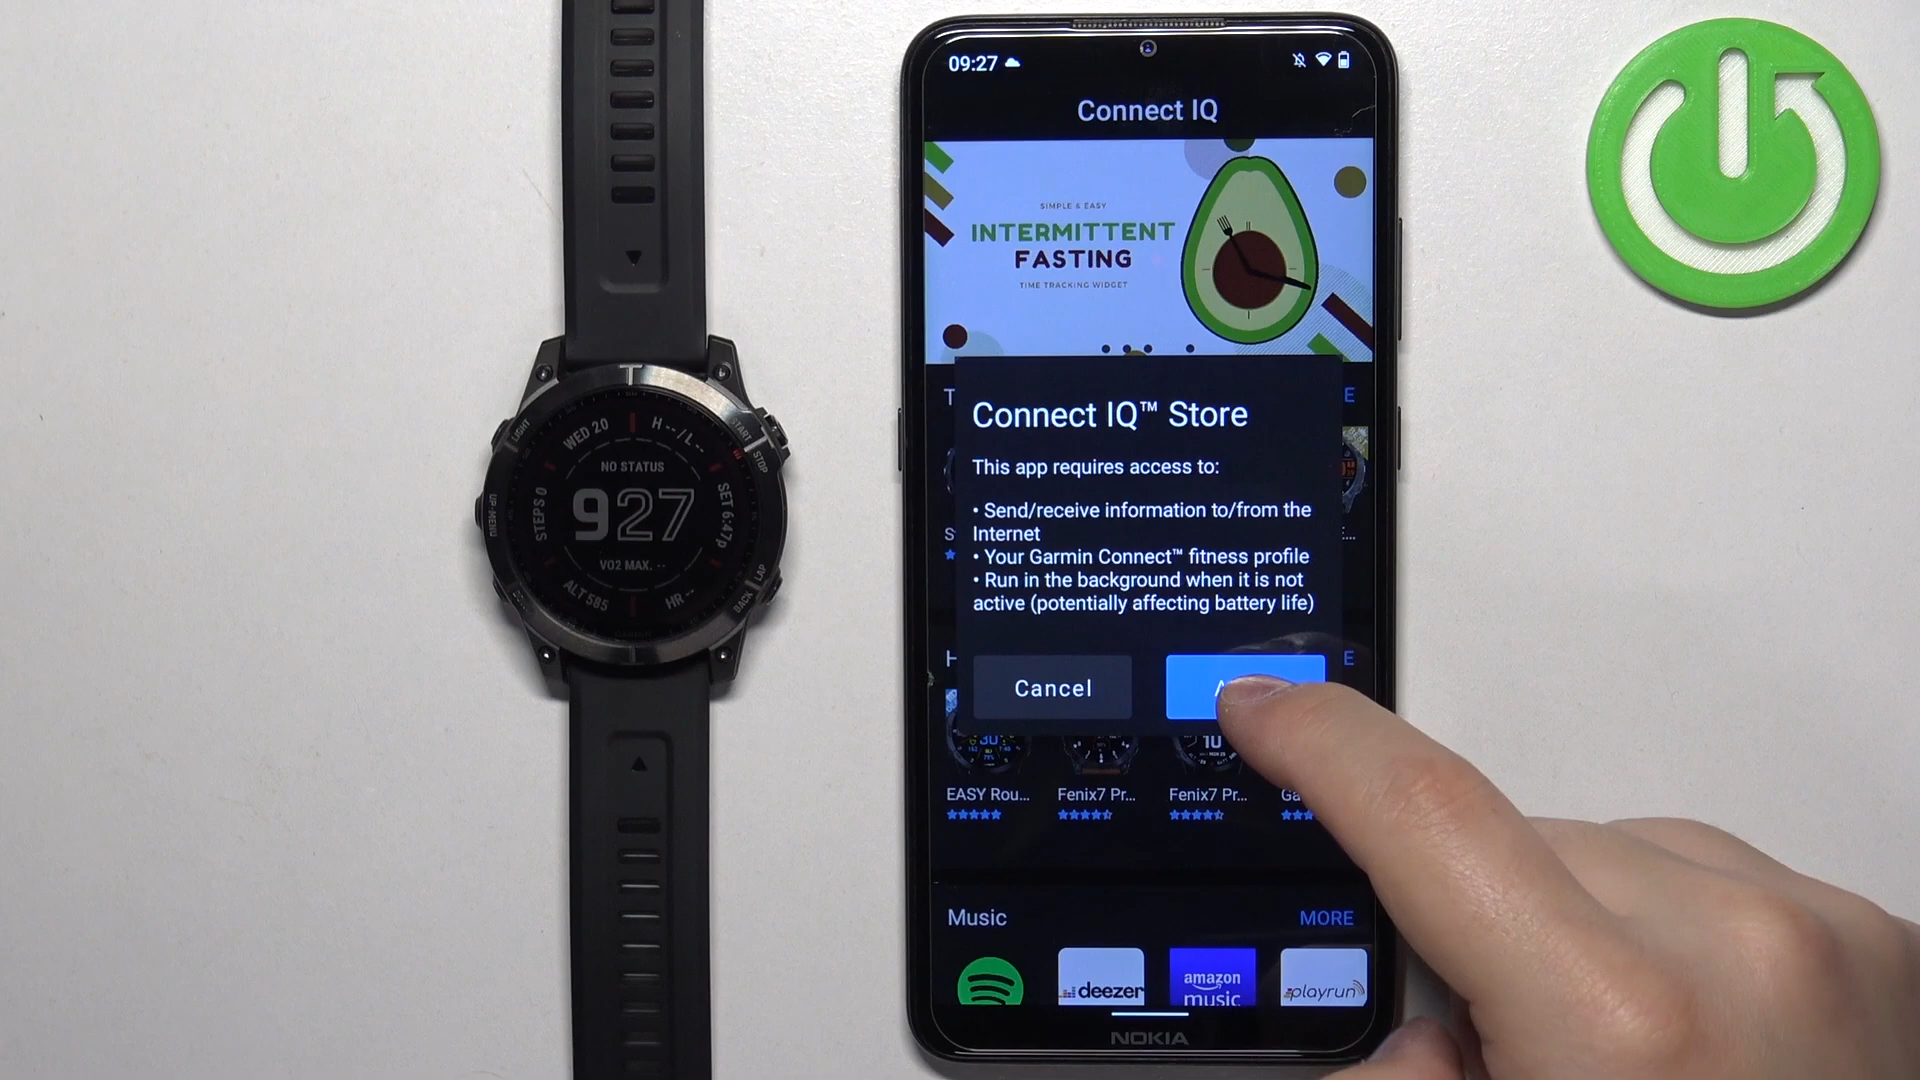 WED 20
H --/L--
NO STATUS
STEPS 0
927
SET 6:47p
VO2 MAX. --
ALT 585
HR --
LIGHT
START
STOP
UP·MENU
LAP
BACK
09:27
Connect IQ
SIMPLE & EASY
INTERMITTENT
FASTING
TIME TRACKING WIDGET
Connect IQ™ Store
This app requires access to:
• Send/receive information to/from the
Internet
• Your Garmin Connect™ fitness profile
• Run in the background when it is not
active (potentially affecting battery life)
Cancel
EASY Rou...
Fenix7 Pr...
Fenix7 Pr...
Music
MORE
deezer
amazon
music
playrun
NOKIA